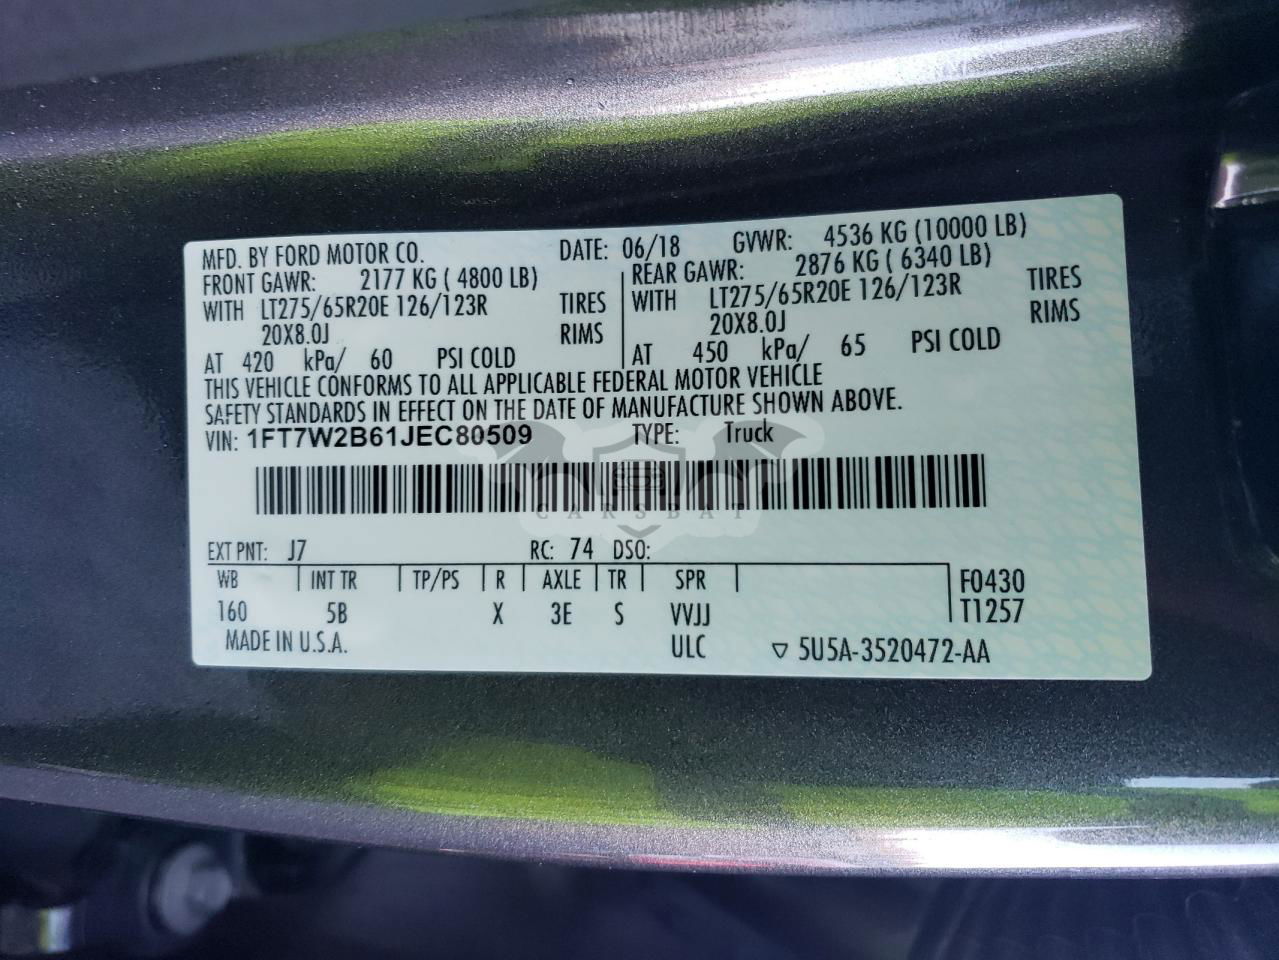 MFD. BY FORD MOTOR CO. DATE: 06/18 GVWR: 4536 KG (10000 LB)
FRONT GAWR: 2177 KG ( 4800 LB) REAR GAWR: 2876 KG ( 6340 LB)
WITH LT275/65R20E 126/123R TIRES WITH LT275/65R20E 126/123R TIRES
20X8.0J RIMS 20X8.0J RIMS
AT 420 kPa/ 60 PSI COLD AT 450 kPa/ 65 PSI COLD
THIS VEHICLE CONFORMS TO ALL APPLICABLE FEDERAL MOTOR VEHICLE
SAFETY STANDARDS IN EFFECT ON THE DATE OF MANUFACTURE SHOWN ABOVE.
VIN: 1FT7W2B61JEC80509 TYPE: Truck
CARSBAT
EXT PNT: J7 RC: 74 DSO:
WB INT TR TP/PS R AXLE TR SPR F0430
160 5B X 3E S VVJJ T1257
MADE IN U.S.A. ULC ▽ 5U5A-3520472-AA